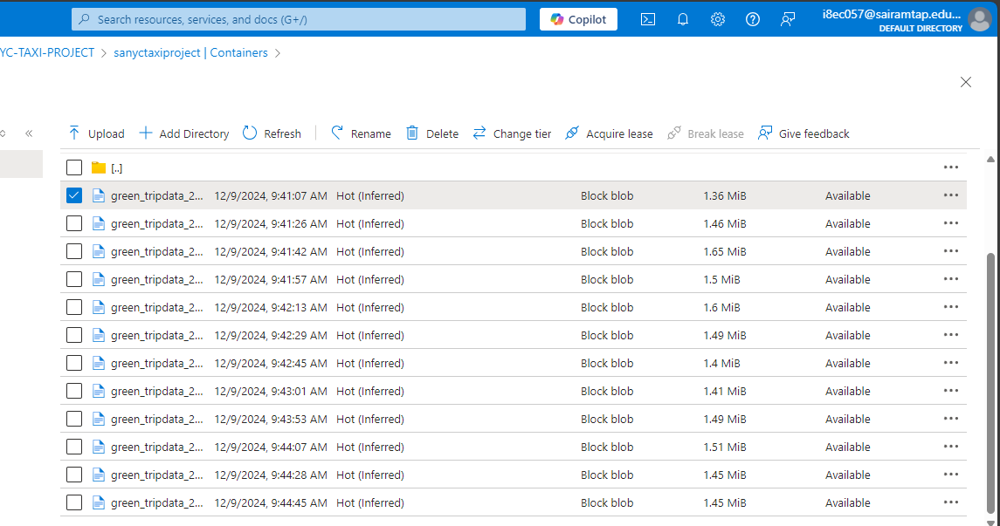 Search resources, services, and docs (G+/)
Copilot
i8ec057@sairamtap.edu...
DEFAULT DIRECTORY
YC-TAXI-PROJECT > sanyctaxiproject | Containers >
Upload Add Directory Refresh Rename Delete Change tier Acquire lease Break lease Give feedback
[..]
green_tripdata_2... 12/9/2024, 9:41:07 AM Hot (Inferred) Block blob 1.36 MiB Available
green_tripdata_2... 12/9/2024, 9:41:26 AM Hot (Inferred) Block blob 1.46 MiB Available
green_tripdata_2... 12/9/2024, 9:41:42 AM Hot (Inferred) Block blob 1.65 MiB Available
green_tripdata_2... 12/9/2024, 9:41:57 AM Hot (Inferred) Block blob 1.5 MiB Available
green_tripdata_2... 12/9/2024, 9:42:13 AM Hot (Inferred) Block blob 1.6 MiB Available
green_tripdata_2... 12/9/2024, 9:42:29 AM Hot (Inferred) Block blob 1.49 MiB Available
green_tripdata_2... 12/9/2024, 9:42:45 AM Hot (Inferred) Block blob 1.4 MiB Available
green_tripdata_2... 12/9/2024, 9:43:01 AM Hot (Inferred) Block blob 1.41 MiB Available
green_tripdata_2... 12/9/2024, 9:43:53 AM Hot (Inferred) Block blob 1.49 MiB Available
green_tripdata_2... 12/9/2024, 9:44:07 AM Hot (Inferred) Block blob 1.51 MiB Available
green_tripdata_2... 12/9/2024, 9:44:28 AM Hot (Inferred) Block blob 1.45 MiB Available
green_tripdata_2... 12/9/2024, 9:44:45 AM Hot (Inferred) Block blob 1.45 MiB Available